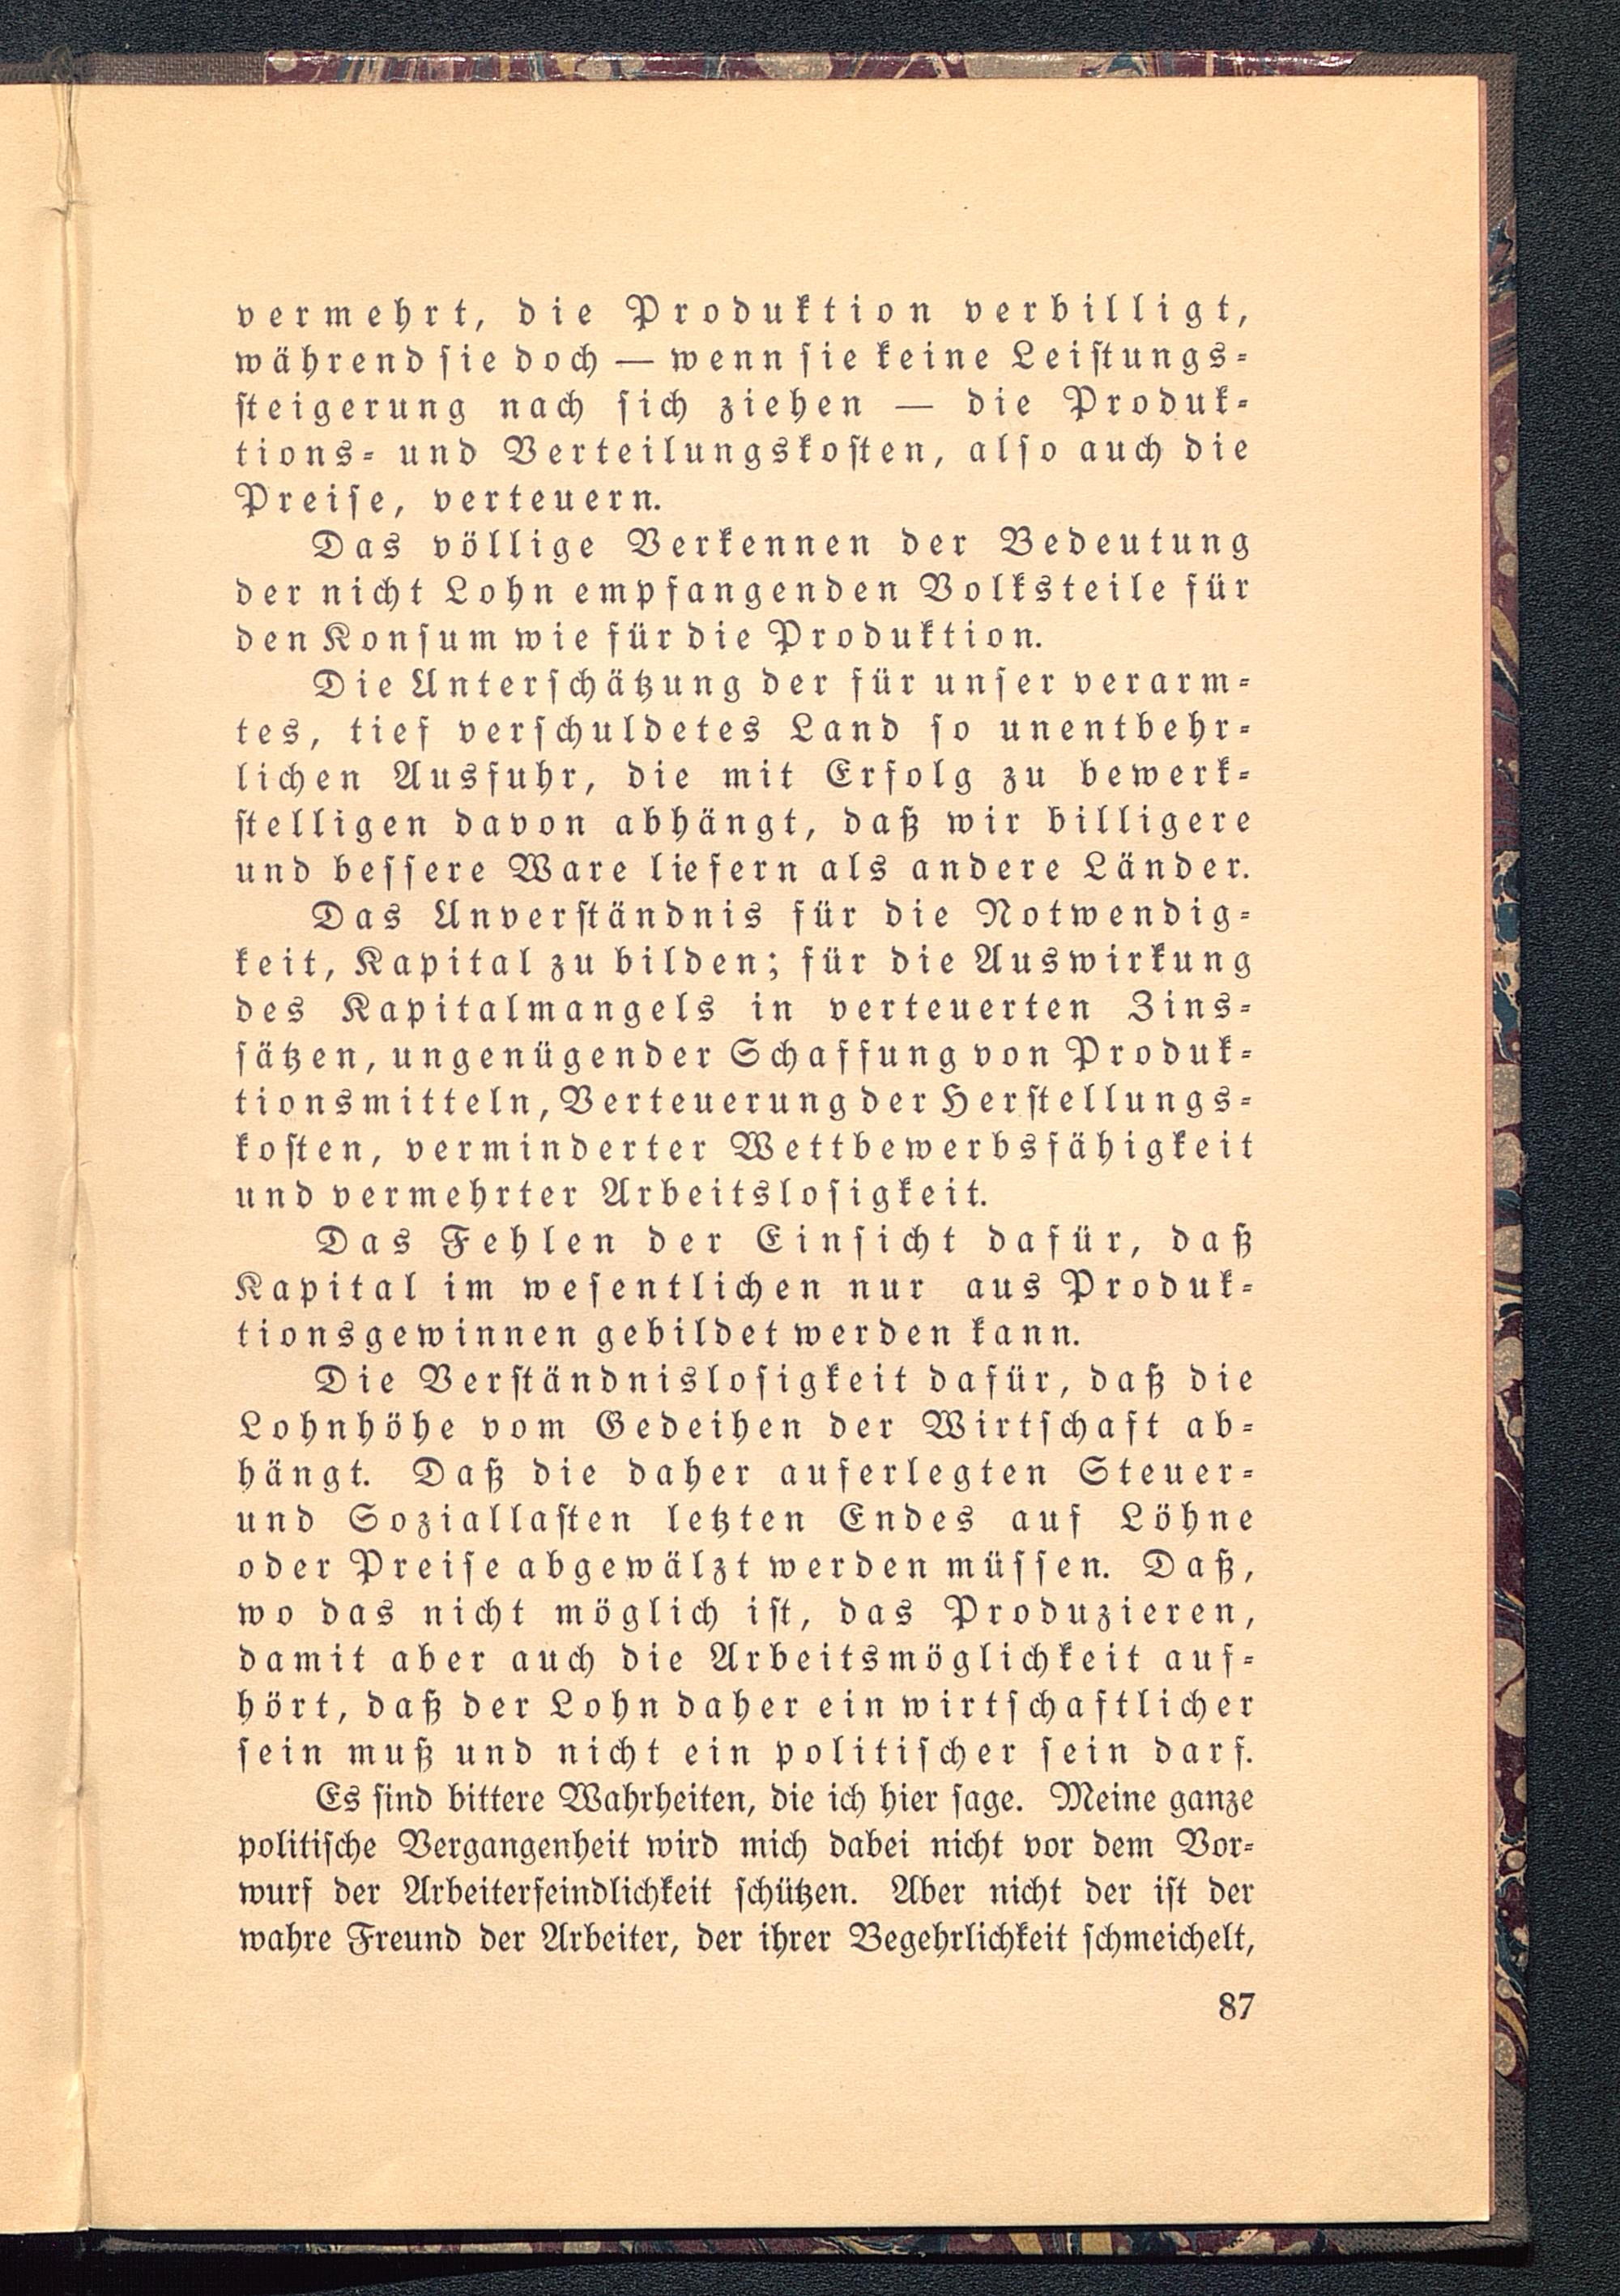 vermehrt, die Produktion verbilligt,
während sie doch — wenn sie keine Leistungs-
steigerung nach sich ziehen — die Produk-
tions- und Verteilungskosten, also auch die
Preise, verteuern.
Das völlige Verkennen der Bedeutung
der nicht Lohn empfangenden Volksteile für
den Konsum wie für die Produktion.
Die Unterschätzung der für unser verarm-
tes, tief verschuldetes Land so unentbehr-
lichen Ausfuhr, die mit Erfolg zu bewerk-
stelligen davon abhängt, daß wir billigere
und bessere Ware liefern als andere Länder.
Das Unverständnis für die Notwendig-
keit, Kapital zu bilden; für die Auswirkung
des Kapitalmangels in verteuerten Zins-
sätzen, ungenügender Schaffung von Produk-
tionsmitteln, Verteuerung der Herstellungs-
kosten, verminderter Wettbewerbsfähigkeit
und vermehrter Arbeitslosigkeit.
Das Fehlen der Einsicht dafür, daß
Kapital im wesentlichen nur aus Produk-
tionsgewinnen gebildet werden kann.
Die Verständnislosigkeit dafür, daß die
Lohnhöhe vom Gedeihen der Wirtschaft ab-
hängt. Daß die daher auferlegten Steuer-
und Soziallasten letzten Endes auf Löhne
oder Preise abgewälzt werden müssen. Daß,
wo das nicht möglich ist, das Produzieren,
damit aber auch die Arbeitsmöglichkeit auf-
hört, daß der Lohn daher ein wirtschaftlicher
sein muß und nicht ein politischer sein darf.
Es sind bittere Wahrheiten, die ich hier sage. Meine ganze
politische Vergangenheit wird mich dabei nicht vor dem Vor-
wurf der Arbeiterfeindlichkeit schützen. Aber nicht der ist der
wahre Freund der Arbeiter, der ihrer Begehrlichkeit schmeichelt,
87